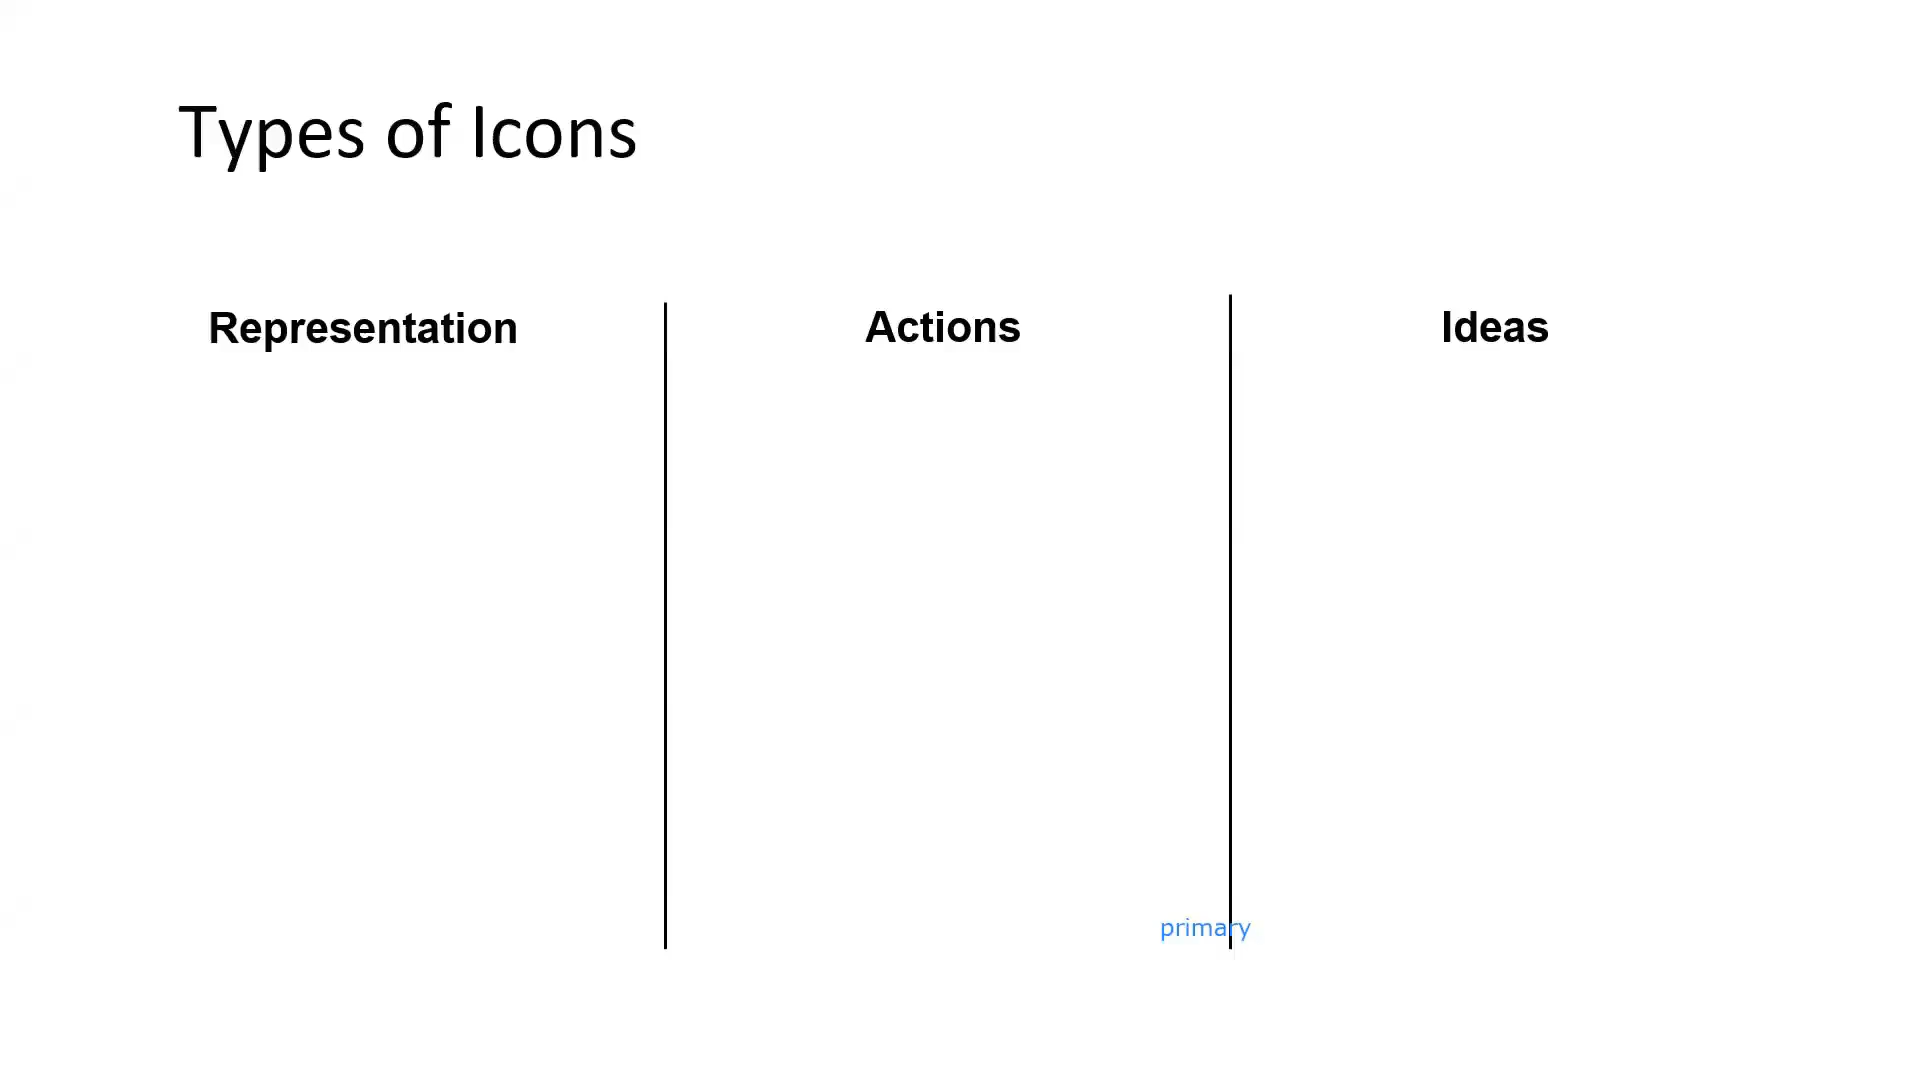 Types of Icons
Representation
Actions
Ideas
primary